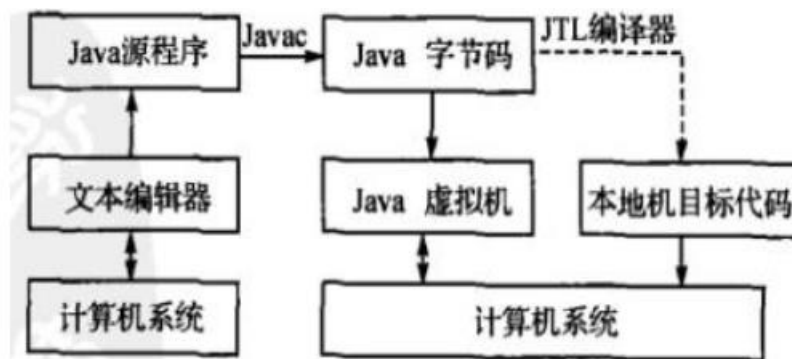 Java源程序
Javac
Java 字节码
JTL编译器
文本编辑器
Java 虚拟机
本地机目标代码
计算机系统
计算机系统